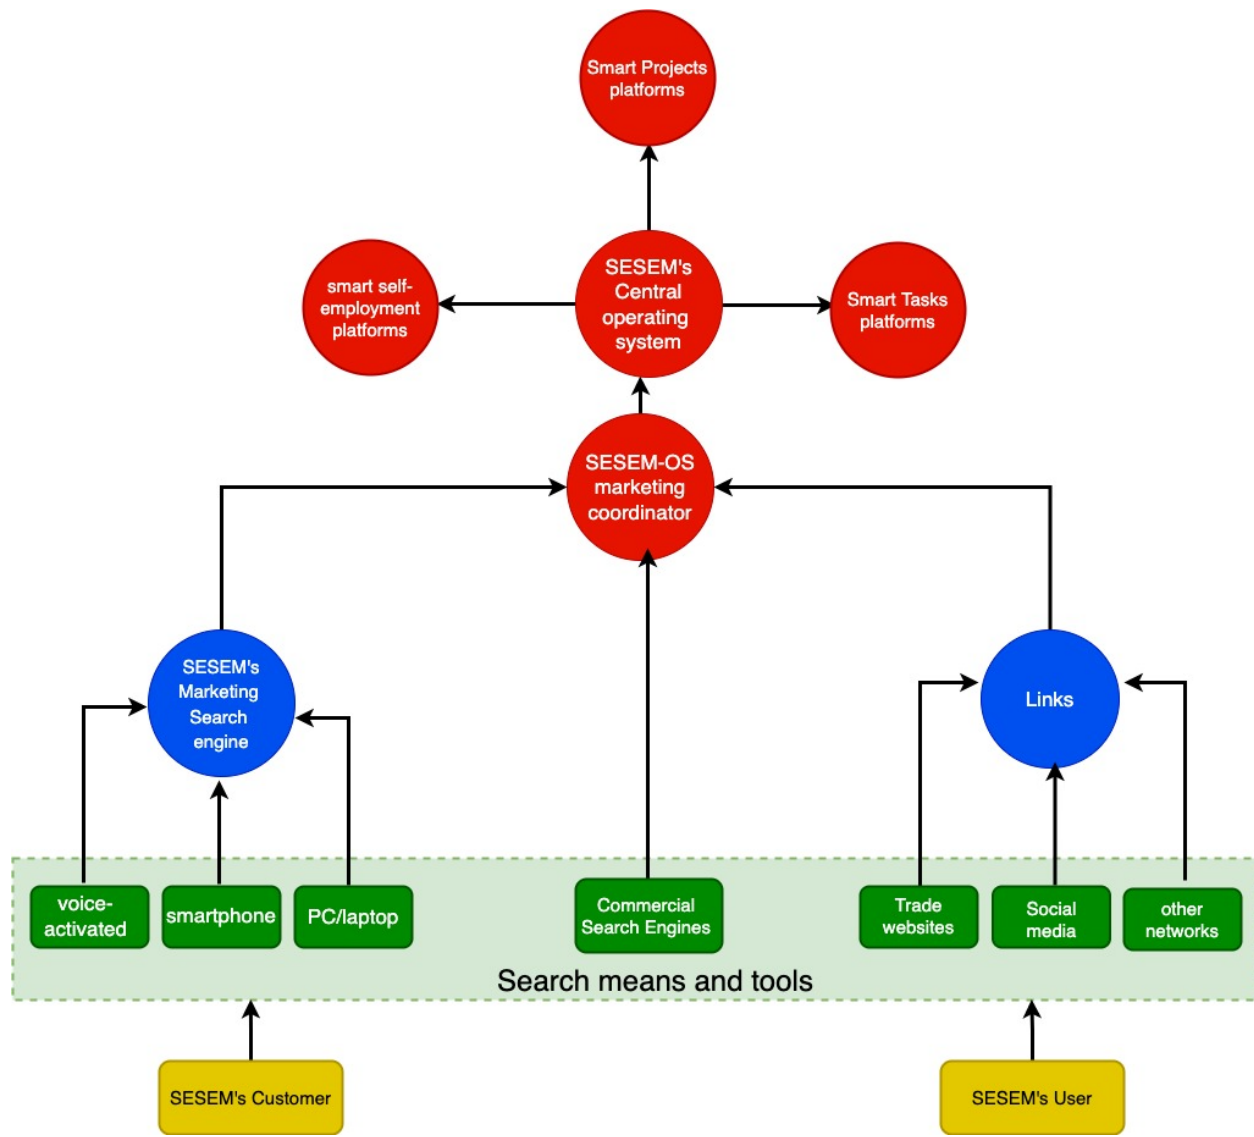 Smart Projects
platforms
smart self-
employment
platforms
SESEM's
Central
operating
system
Smart Tasks
platforms
SESEM-OS
marketing
coordinator
SESEM's
Marketing
Search
engine
Links
voice-
activated
smartphone
PC/laptop
Commercial
Search Engines
Trade
websites
Social
media
other
networks
Search means and tools
SESEM's Customer
SESEM's User